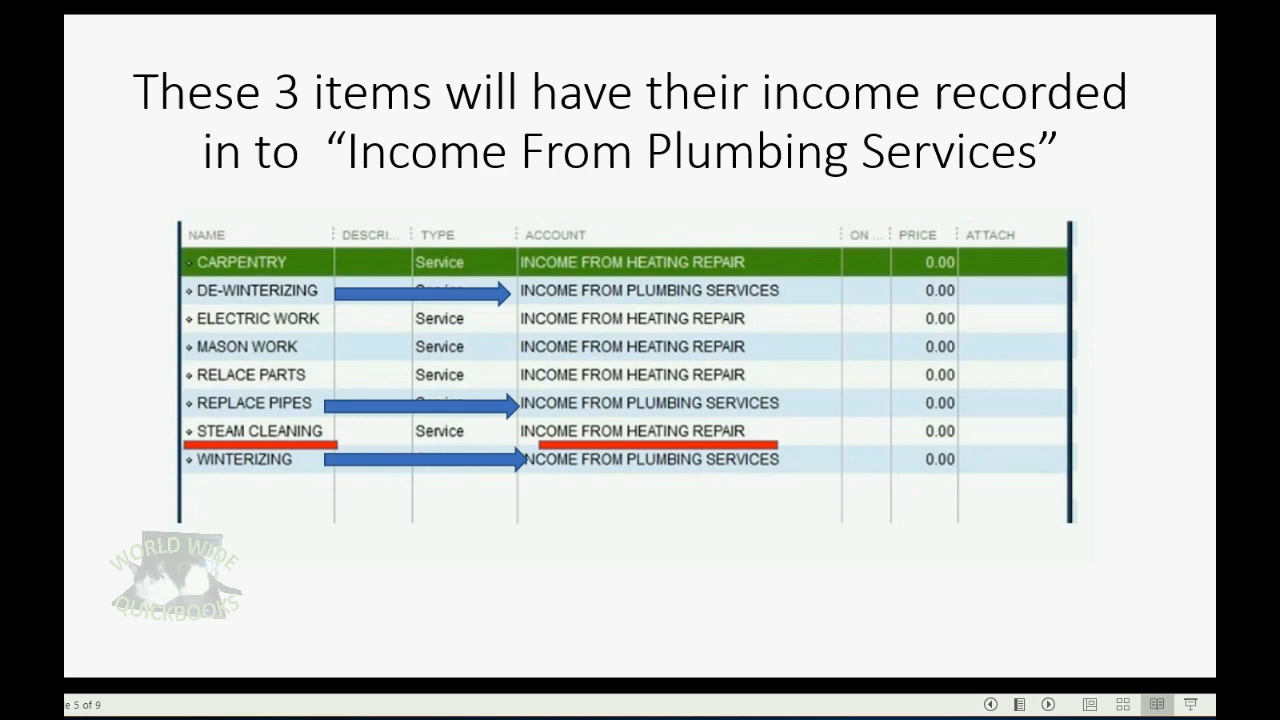 These 3 items will have their income recorded
in to “Income From Plumbing Services”
NAME DESCRI... TYPE ACCOUNT ON ... PRICE ATTACH
CARPENTRY Service INCOME FROM HEATING REPAIR 0.00
DE-WINTERIZING INCOME FROM PLUMBING SERVICES 0.00
ELECTRIC WORK Service INCOME FROM HEATING REPAIR 0.00
MASON WORK Service INCOME FROM HEATING REPAIR 0.00
RELACE PARTS Service INCOME FROM HEATING REPAIR 0.00
REPLACE PIPES INCOME FROM PLUMBING SERVICES 0.00
STEAM CLEANING Service INCOME FROM HEATING REPAIR 0.00
WINTERIZING INCOME FROM PLUMBING SERVICES 0.00
WORLD WIDE
QUICKBOOKS
e 5 of 9